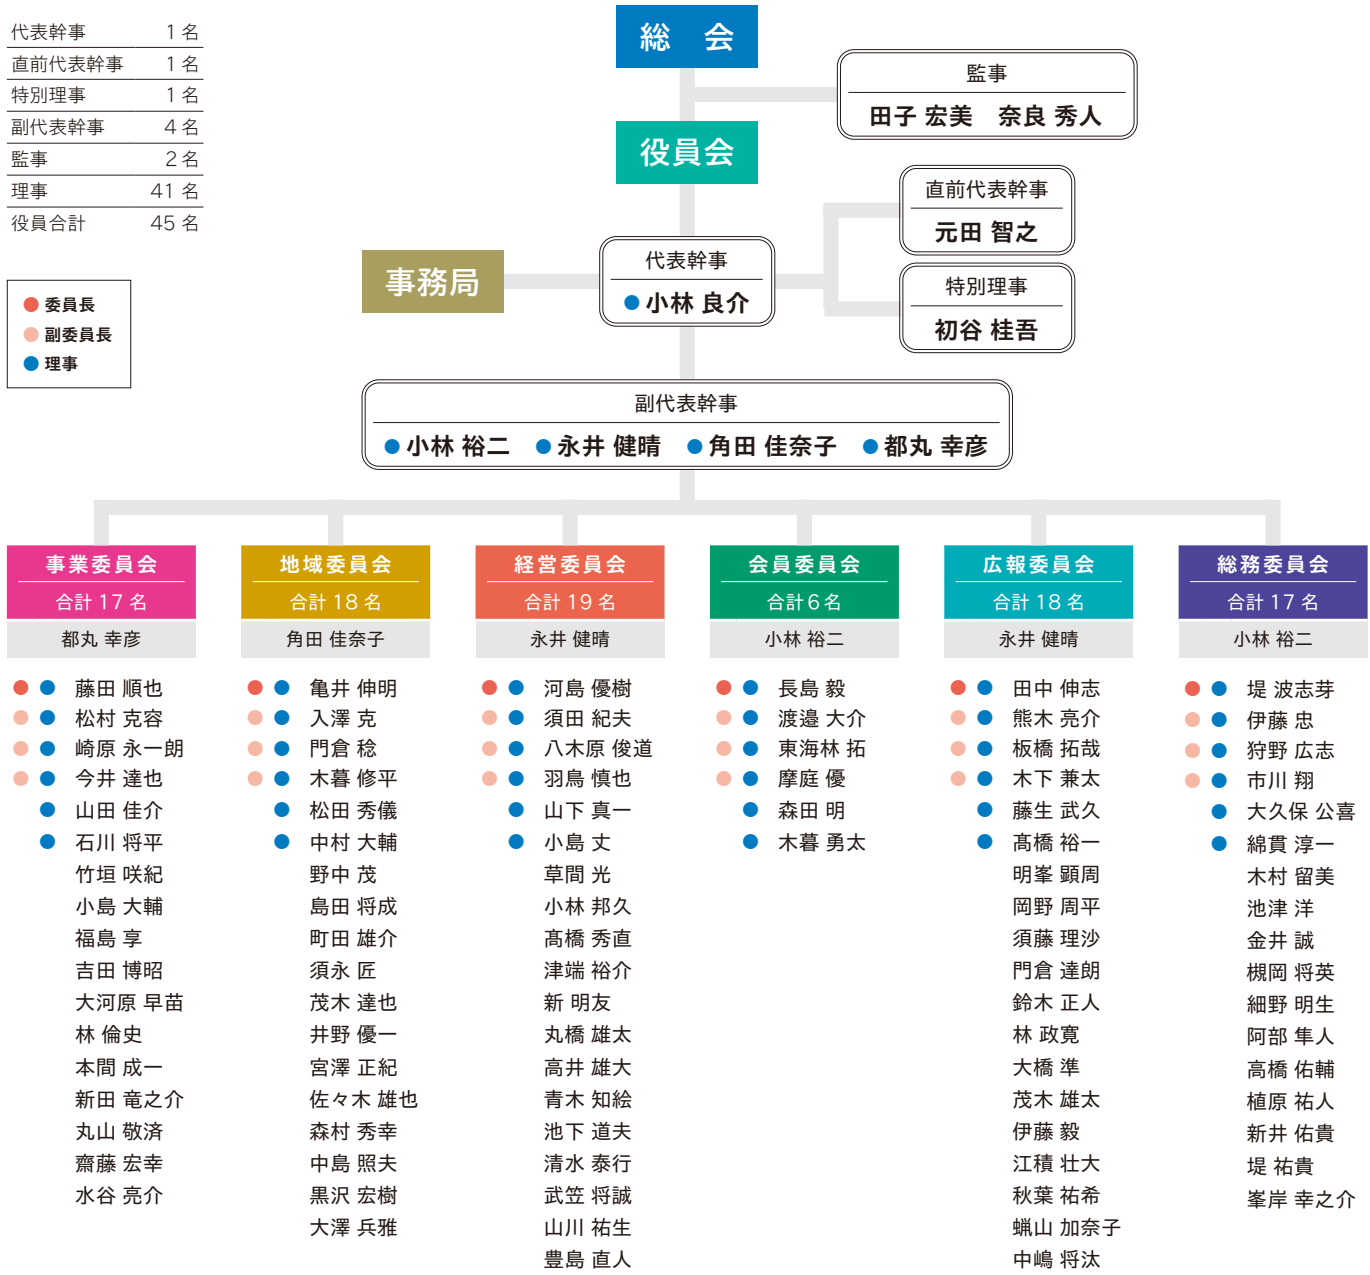 代表幹事 1名
直前代表幹事 1名
特別理事 1名
副代表幹事 4名
監事 2名
理事 41名
役員合計 45名
委員長
副委員長
理事
総　会
監事
田子 宏美　奈良 秀人
役員会
直前代表幹事
元田 智之
事務局
代表幹事
小林 良介
特別理事
初谷 桂吾
副代表幹事
小林 裕二　永井 健晴　角田 佳奈子　都丸 幸彦
事業委員会
合計 17 名
都丸 幸彦
藤田 順也
松村 克容
崎原 永一朗
今井 達也
山田 佳介
石川 将平
竹垣 咲紀
小島 大輔
福島 享
吉田 博昭
大河原 早苗
林 倫史
本間 成一
新田 竜之介
丸山 敬済
齋藤 宏幸
水谷 亮介
地域委員会
合計 18 名
角田 佳奈子
亀井 伸明
入澤 克
門倉 稔
木暮 修平
松田 秀儀
中村 大輔
野中 茂
島田 将成
町田 雄介
須永 匠
茂木 達也
井野 優一
宮澤 正紀
佐々木 雄也
森村 秀幸
中島 照夫
黒沢 宏樹
大澤 兵雅
経営委員会
合計 19 名
永井 健晴
河島 優樹
須田 紀夫
八木原 俊道
羽鳥 慎也
山下 真一
小島 丈
草間 光
小林 邦久
髙橋 秀直
津端 裕介
新 明友
丸橋 雄太
高井 雄大
青木 知絵
池下 道夫
清水 泰行
武笠 将誠
山川 祐生
豊島 直人
会員委員会
合計 6 名
小林 裕二
長島 毅
渡邉 大介
東海林 拓
摩庭 優
森田 明
木暮 勇太
広報委員会
合計 18 名
永井 健晴
田中 伸志
熊木 亮介
板橋 拓哉
木下 兼太
藤生 武久
髙橋 裕一
明峯 顕周
岡野 周平
須藤 理沙
門倉 達朗
鈴木 正人
林 政寛
大橋 準
茂木 雄太
伊藤 毅
江積 壮大
秋葉 祐希
蝋山 加奈子
中嶋 将汰
総務委員会
合計 17 名
小林 裕二
堤 波志芽
伊藤 忠
狩野 広志
市川 翔
大久保 公喜
綿貫 淳一
木村 留美
池津 洋
金井 誠
槻岡 将英
細野 明生
阿部 隼人
高橋 佑輔
植原 祐人
新井 佑貴
堤 祐貴
峯岸 幸之介